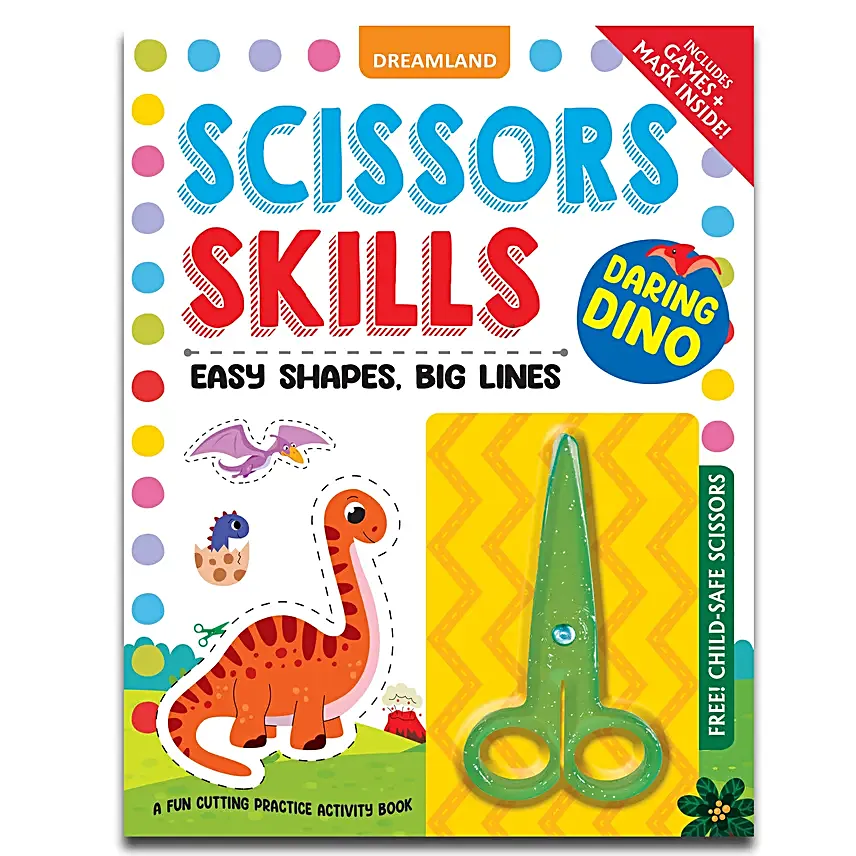 DREAMLAND
INCLUDES
GAMES +
MASK INSIDE!
SCISSORS
SKILLS
DARING
DINO
EASY SHAPES, BIG LINES
FREE! CHILD-SAFE SCISSORS
A FUN CUTTING PRACTICE ACTIVITY BOOK